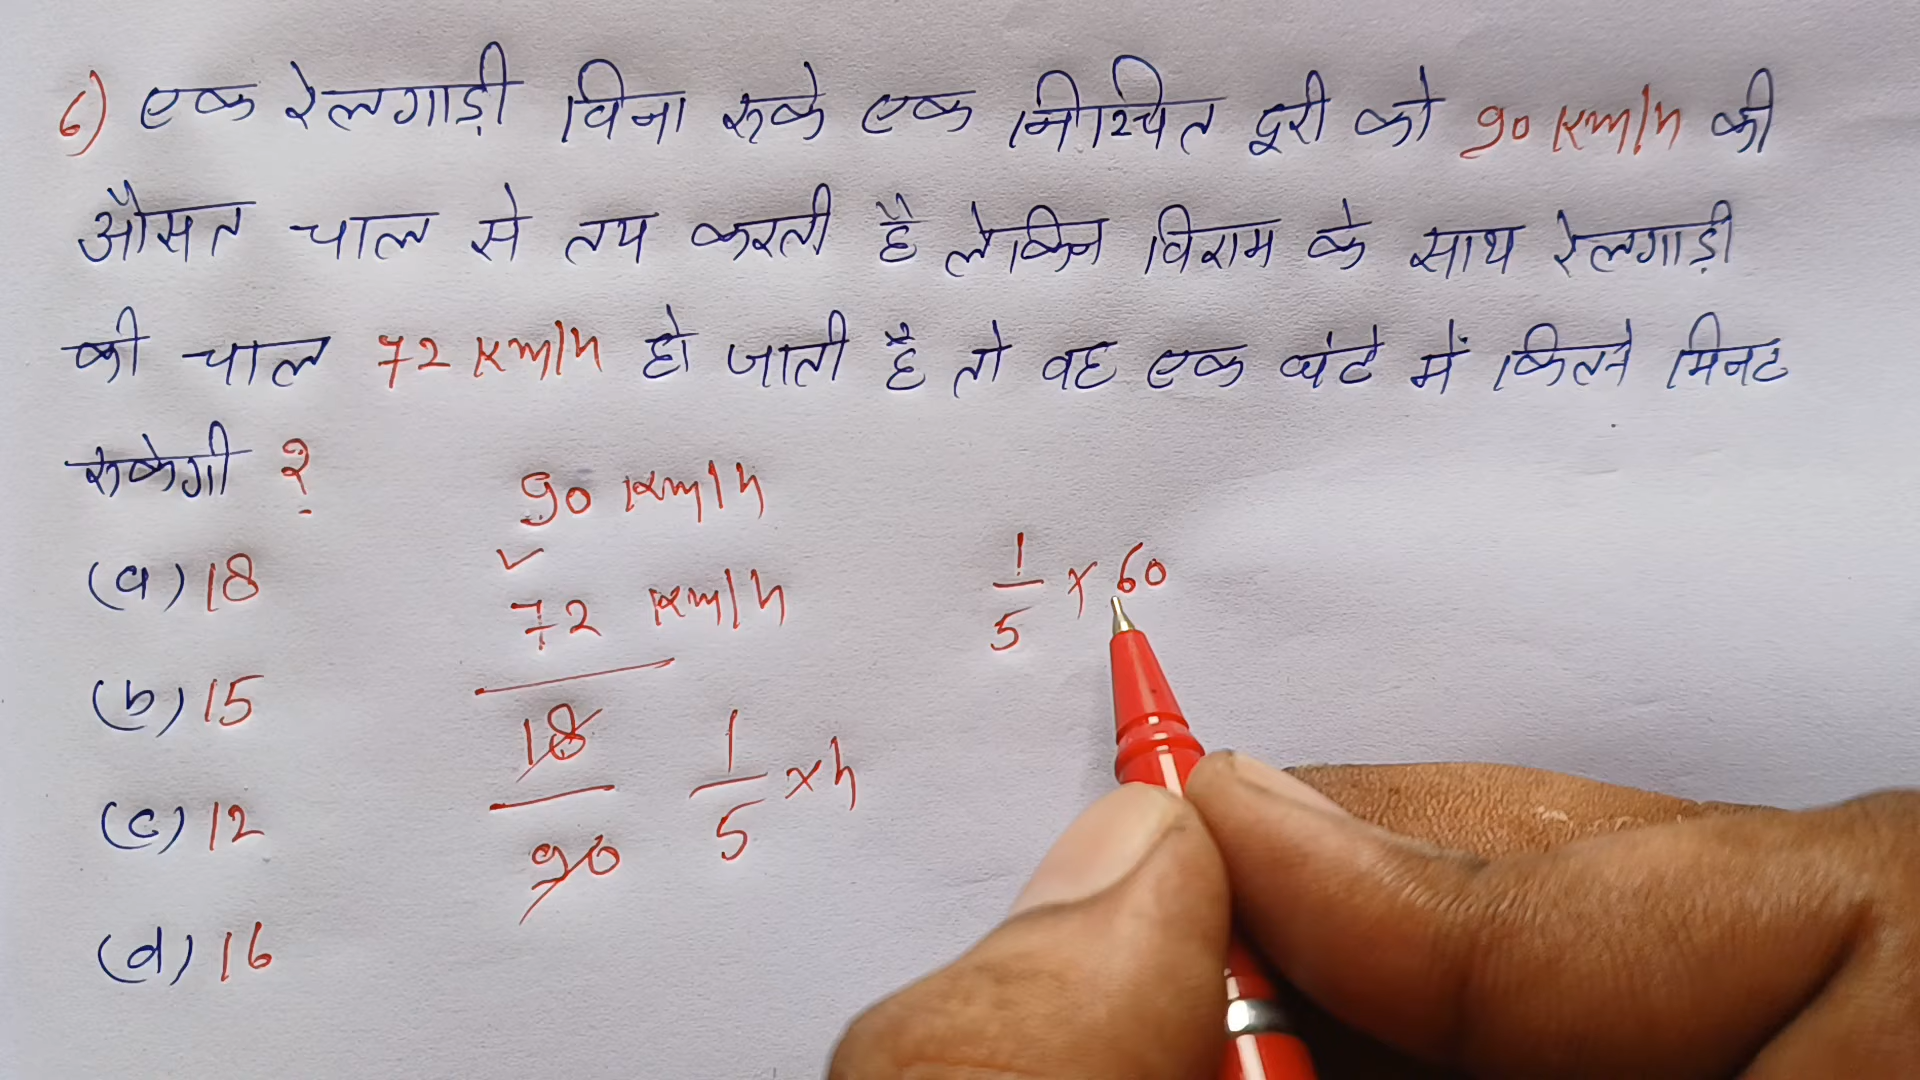 6) एक रेलगाड़ी बिना रुके एक निश्चित दूरी को 90 km/h की
औसत चाल से तय करती है लेकिन विराम के साथ रेलगाड़ी
की चाल 72 km/h हो जाती है तो वह एक घंटे में कितने मिनट
रुकेगी ?
(a) 18
(b) 15
(c) 12
(d) 16
90 km/h
✓
72 km/h
18
90
1
5 × h
1
5 × 60